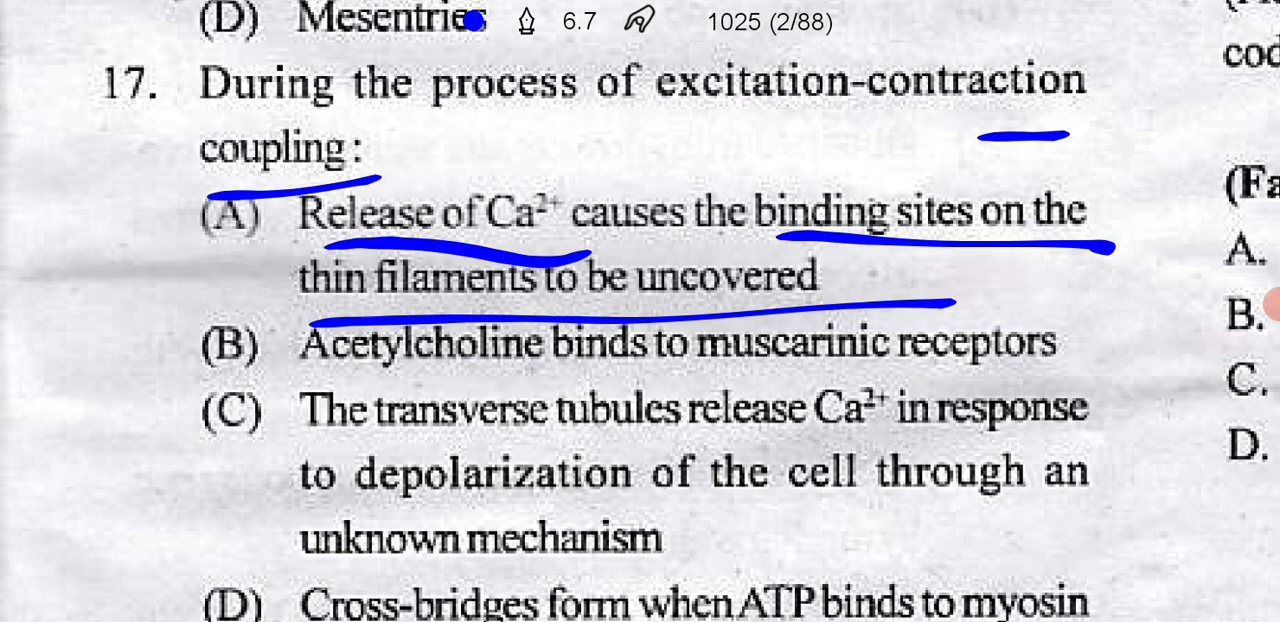 (D) Mesentries 6.7 1025 (2/88)
17. During the process of excitation-contraction
cod
coupling :
(A) Release of Ca²⁺ causes the binding sites on the
(Fa
thin filaments to be uncovered
A.
(B) Acetylcholine binds to muscarinic receptors
B.
(C) The transverse tubules release Ca²⁺ in response
C.
to depolarization of the cell through an
D.
unknown mechanism
(D) Cross-bridges form when ATP binds to myosin